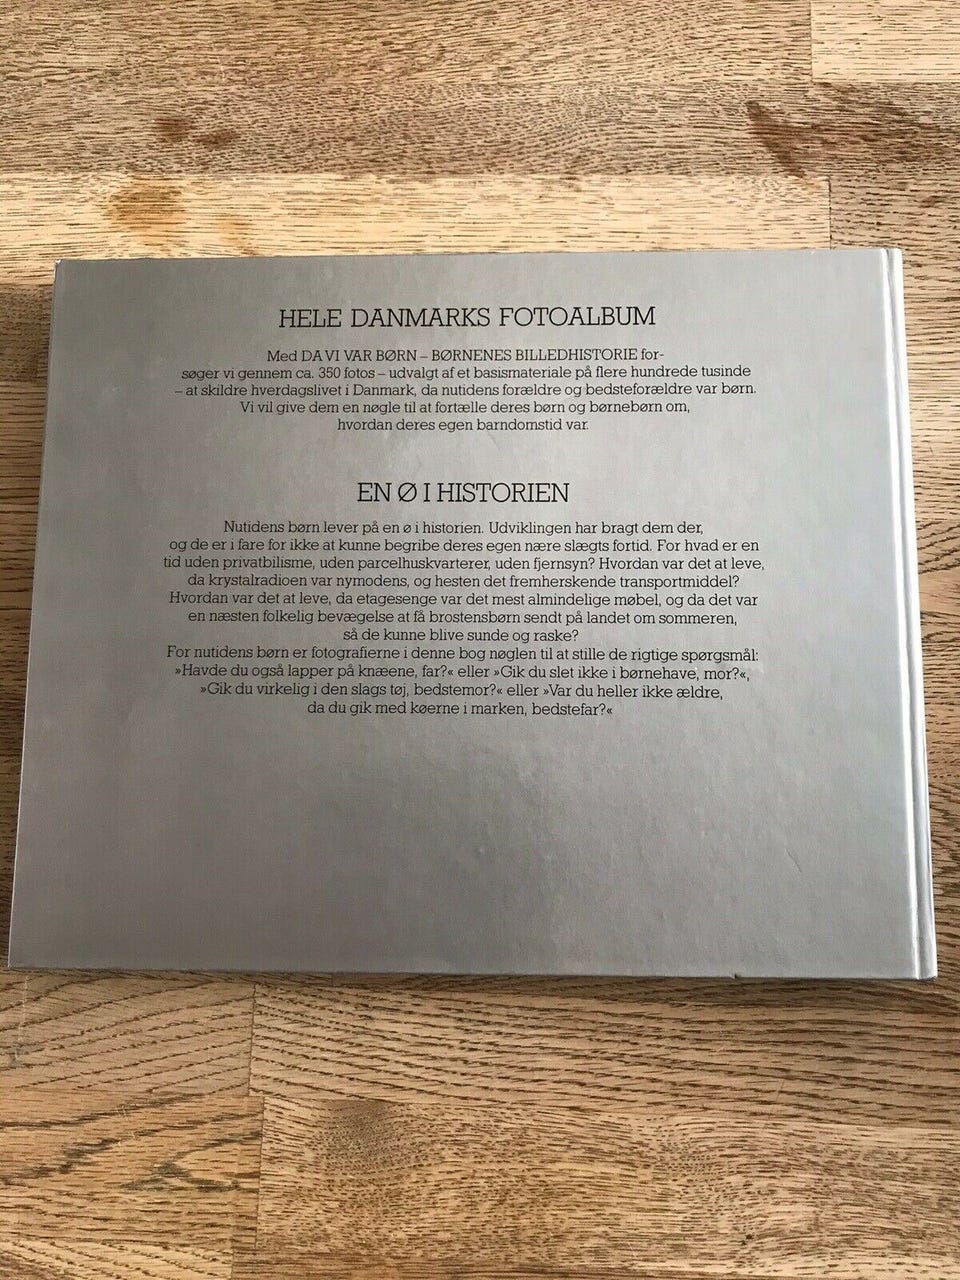 HELE DANMARKS FOTOALBUM
Med DA VI VAR BØRN – BØRNENES BILLEDHISTORIE for-
søger vi gennem ca. 350 fotos – udvalgt af et basismateriale på flere hundrede tusinde
– at skildre hverdagslivet i Danmark, da nutidens forældre og bedsteforældre var børn.
Vi vil give dem en nøgle til at fortælle deres børn og børnebørn om,
hvordan deres egen barndomstid var.
EN Ø I HISTORIEN
Nutidens børn lever på en ø i historien. Udviklingen har bragt dem der,
og de er i fare for ikke at kunne begribe deres egen nære slægts fortid. For hvad er en
tid uden privatbilisme, uden parcelhuskvarterer, uden fjernsyn? Hvordan var det at leve,
da krystalradioen var nymodens, og hesten det fremherskende transportmiddel?
Hvordan var det at leve, da etagesenge var det mest almindelige møbel, og da det var
en næsten folkelig bevægelse at få brostensbørn sendt på landet om sommeren,
så de kunne blive sunde og raske?
For nutidens børn er fotografierne i denne bog nøglen til at stille de rigtige spørgsmål:
»Havde du også lapper på knæene, far?« eller »Gik du slet ikke i børnehave, mor?«,
»Gik du virkelig i den slags tøj, bedstemor?« eller »Var du heller ikke ældre,
da du gik med køerne i marken, bedstefar?«